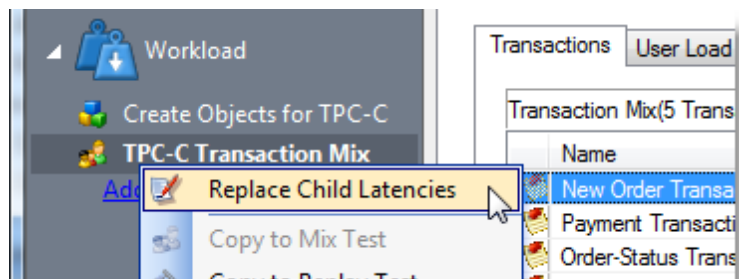 Workload
Create Objects for TPC-C
TPC-C Transaction Mix
Replace Child Latencies
Copy to Mix Test
Transactions User Load
Transaction Mix(5 Trans
Name
New Order Transa
Payment Transacti
Order-Status Trans